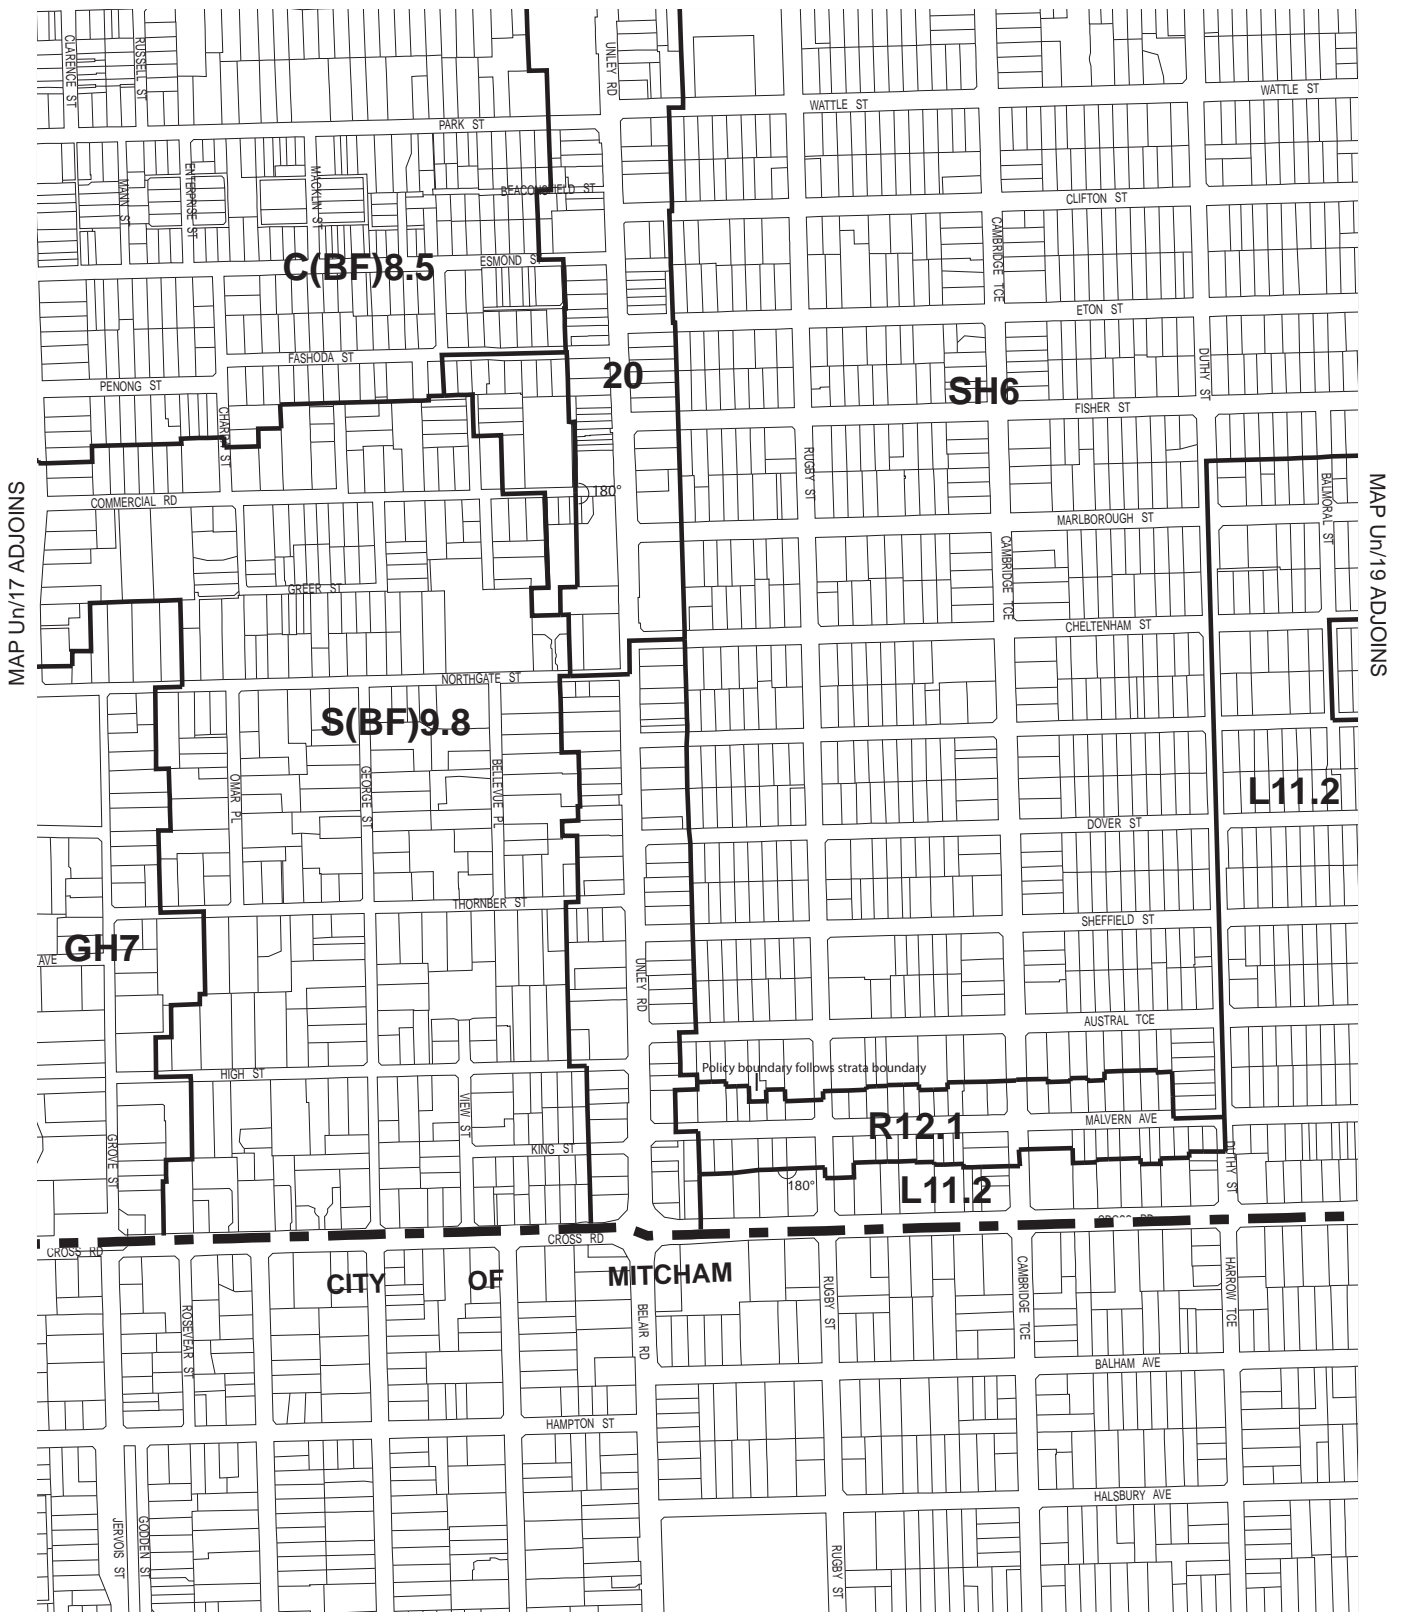 CLARENCE ST
RUSSELL ST
UNLEY RD
WATTLE ST
WATTLE ST
PARK ST
MANN ST
ENTERPRISE ST
MACKLIN ST
BEACONSFIELD ST
CLIFTON ST
CAMBRIDGE TCE
C(BF)8.5
ESMOND ST
ETON ST
FASHODA ST
PENONG ST
20
SH6
DUTHY ST
FISHER ST
CHARRA ST
RUGBY ST
BALMORAL ST
MAP Un/17 ADJOINS
MAP Un/19 ADJOINS
COMMERCIAL RD
180°
MARLBOROUGH ST
CAMBRIDGE TCE
GREER ST
CHELTENHAM ST
NORTHGATE ST
S(BF)9.8
OMAR PL
GEORGE ST
BELLEVUE PL
L11.2
DOVER ST
THORNBER ST
SHEFFIELD ST
GH7
AVE
UNLEY RD
AUSTRAL TCE
HIGH ST
Policy boundary follows strata boundary
VIEW ST
R12.1
MALVERN AVE
GROVE ST
KING ST
DUTHY ST
180°
L11.2
CROSS RD
CROSS RD
CROSS RD
CITY OF MITCHAM
ROSEVEAR ST
BELAIR RD
RUGBY ST
CAMBRIDGE TCE
HARROW TCE
BALHAM AVE
HAMPTON ST
HALSBURY AVE
JERVOIS ST
GODDEN ST
RUGBY ST